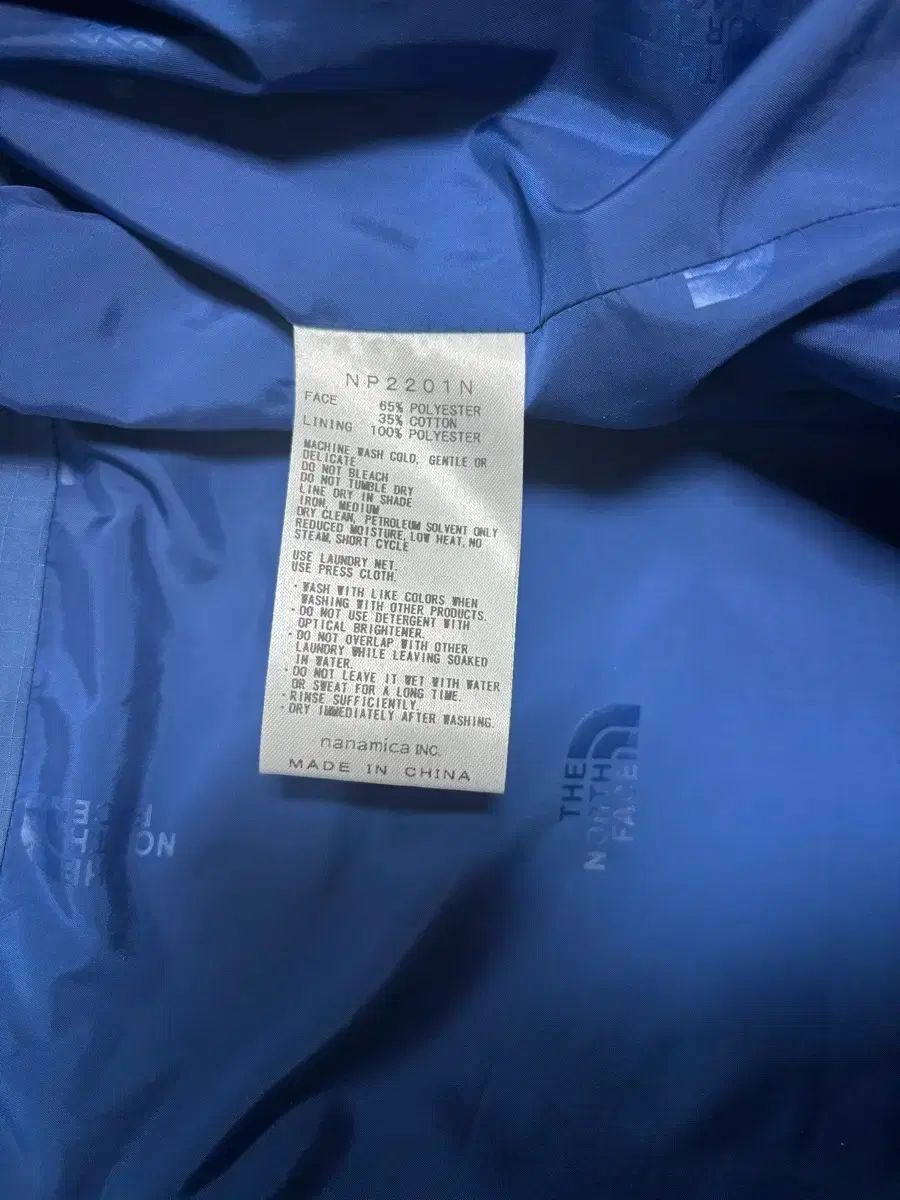 NP2201N
FACE 65% POLYESTER
35% COTTON
LINING 100% POLYESTER
MACHINE WASH COLD, GENTLE OR
DELICATE
DO NOT BLEACH
DO NOT TUMBLE DRY
LINE DRY IN SHADE
IRON, MEDIUM
DRY CLEAN, PETROLEUM SOLVENT ONLY
REDUCED MOISTURE, LOW HEAT, NO
STEAM, SHORT CYCLE
USE LAUNDRY NET.
USE PRESS CLOTH.
・WASH WITH LIKE COLORS WHEN
WASHING WITH OTHER PRODUCTS.
・DO NOT USE DETERGENT WITH
OPTICAL BRIGHTENER.
・DO NOT OVERLAP WITH OTHER
LAUNDRY WHILE LEAVING SOAKED
IN WATER.
・DO NOT LEAVE IT WET WITH WATER
OR SWEAT FOR A LONG TIME.
・RINSE SUFFICIENTLY.
・DRY IMMEDIATELY AFTER WASHING.
nanamica INC.
MADE IN CHINA
THE
NORTH
FACE